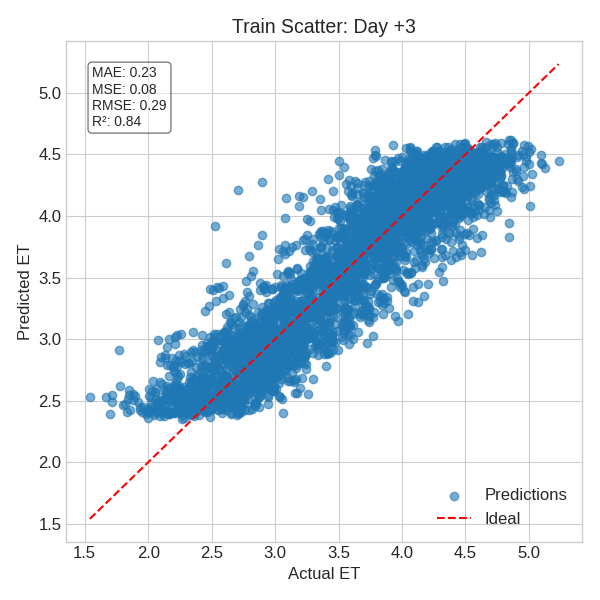 Train Scatter: Day +3
MAE: 0.23
MSE: 0.08
RMSE: 0.29
R²: 0.84
5.0
4.5
4.0
3.5
3.0
2.5
2.0
1.5
Predicted ET
Predictions
Ideal
1.5 2.0 2.5 3.0 3.5 4.0 4.5 5.0
Actual ET